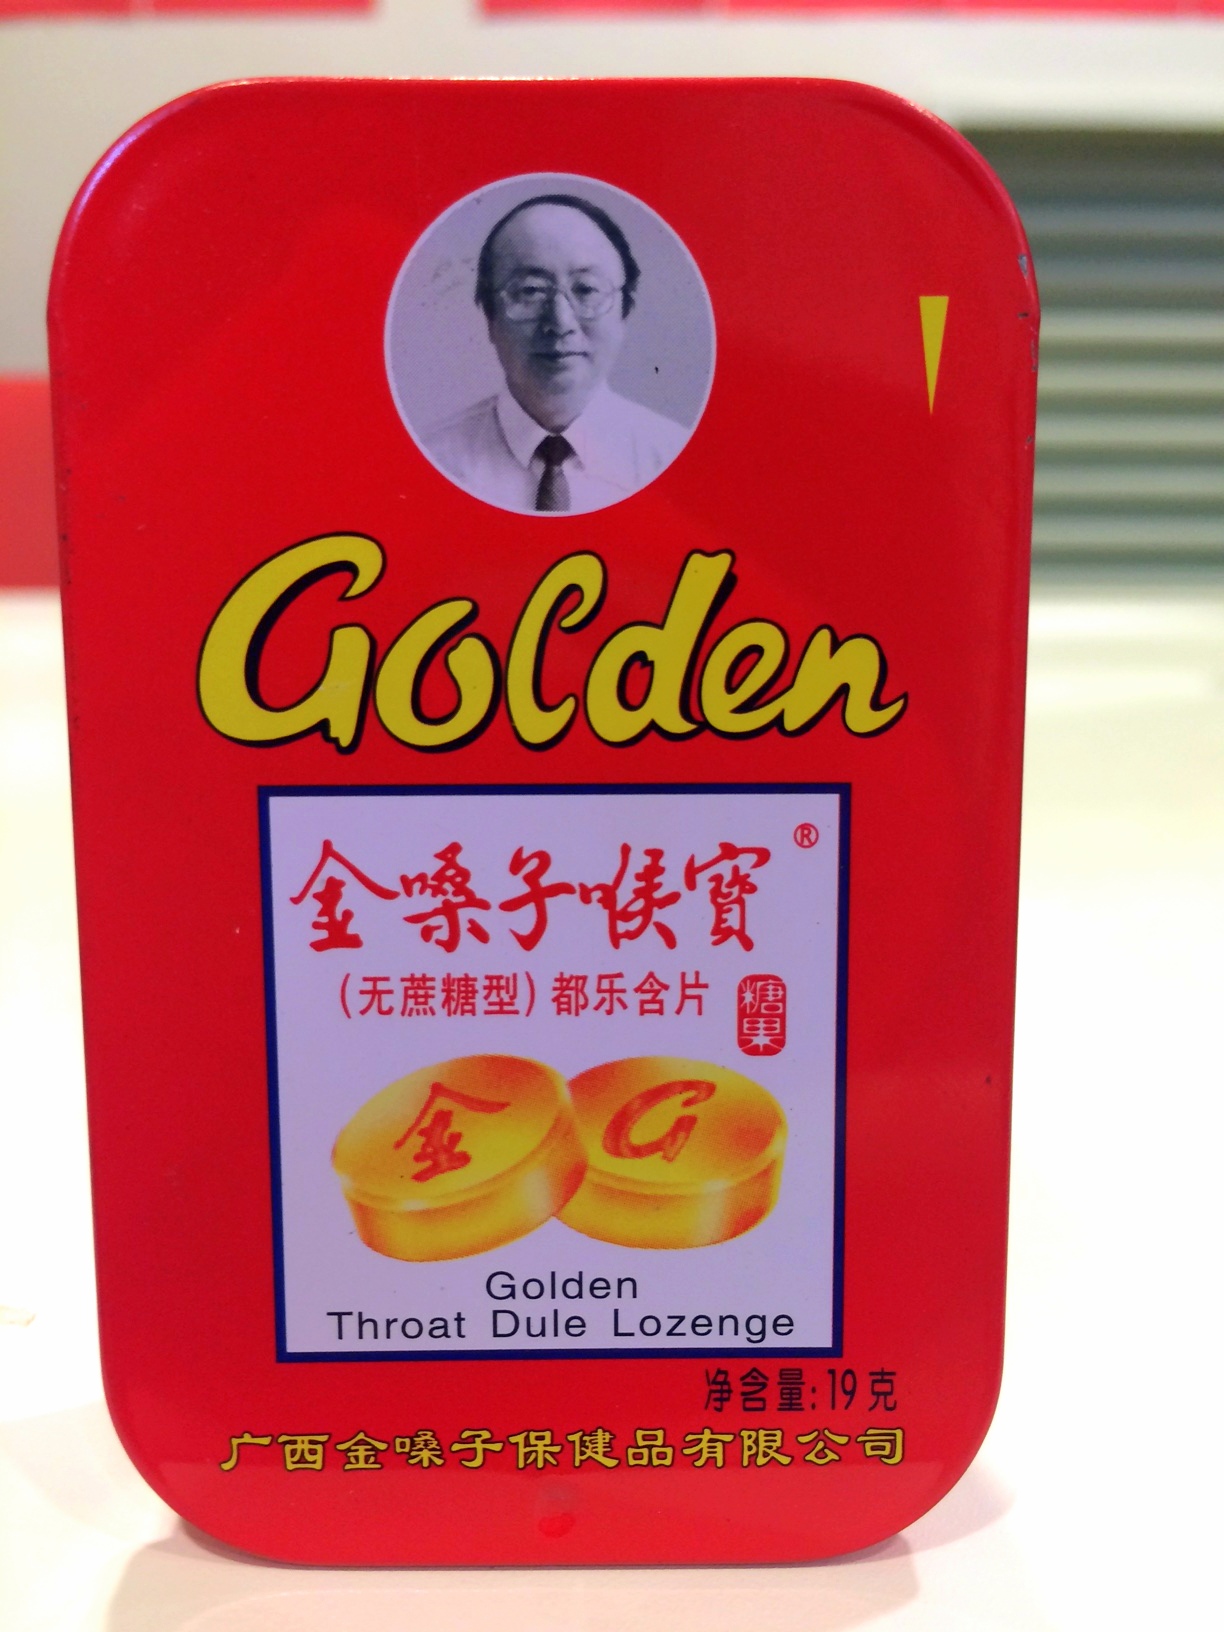 Golden
金嗓子喉寶®
（无蔗糖型）都乐含片
糖果
金 G
Golden
Throat Dule Lozenge
净含量:19克
广西金嗓子保健品有限公司